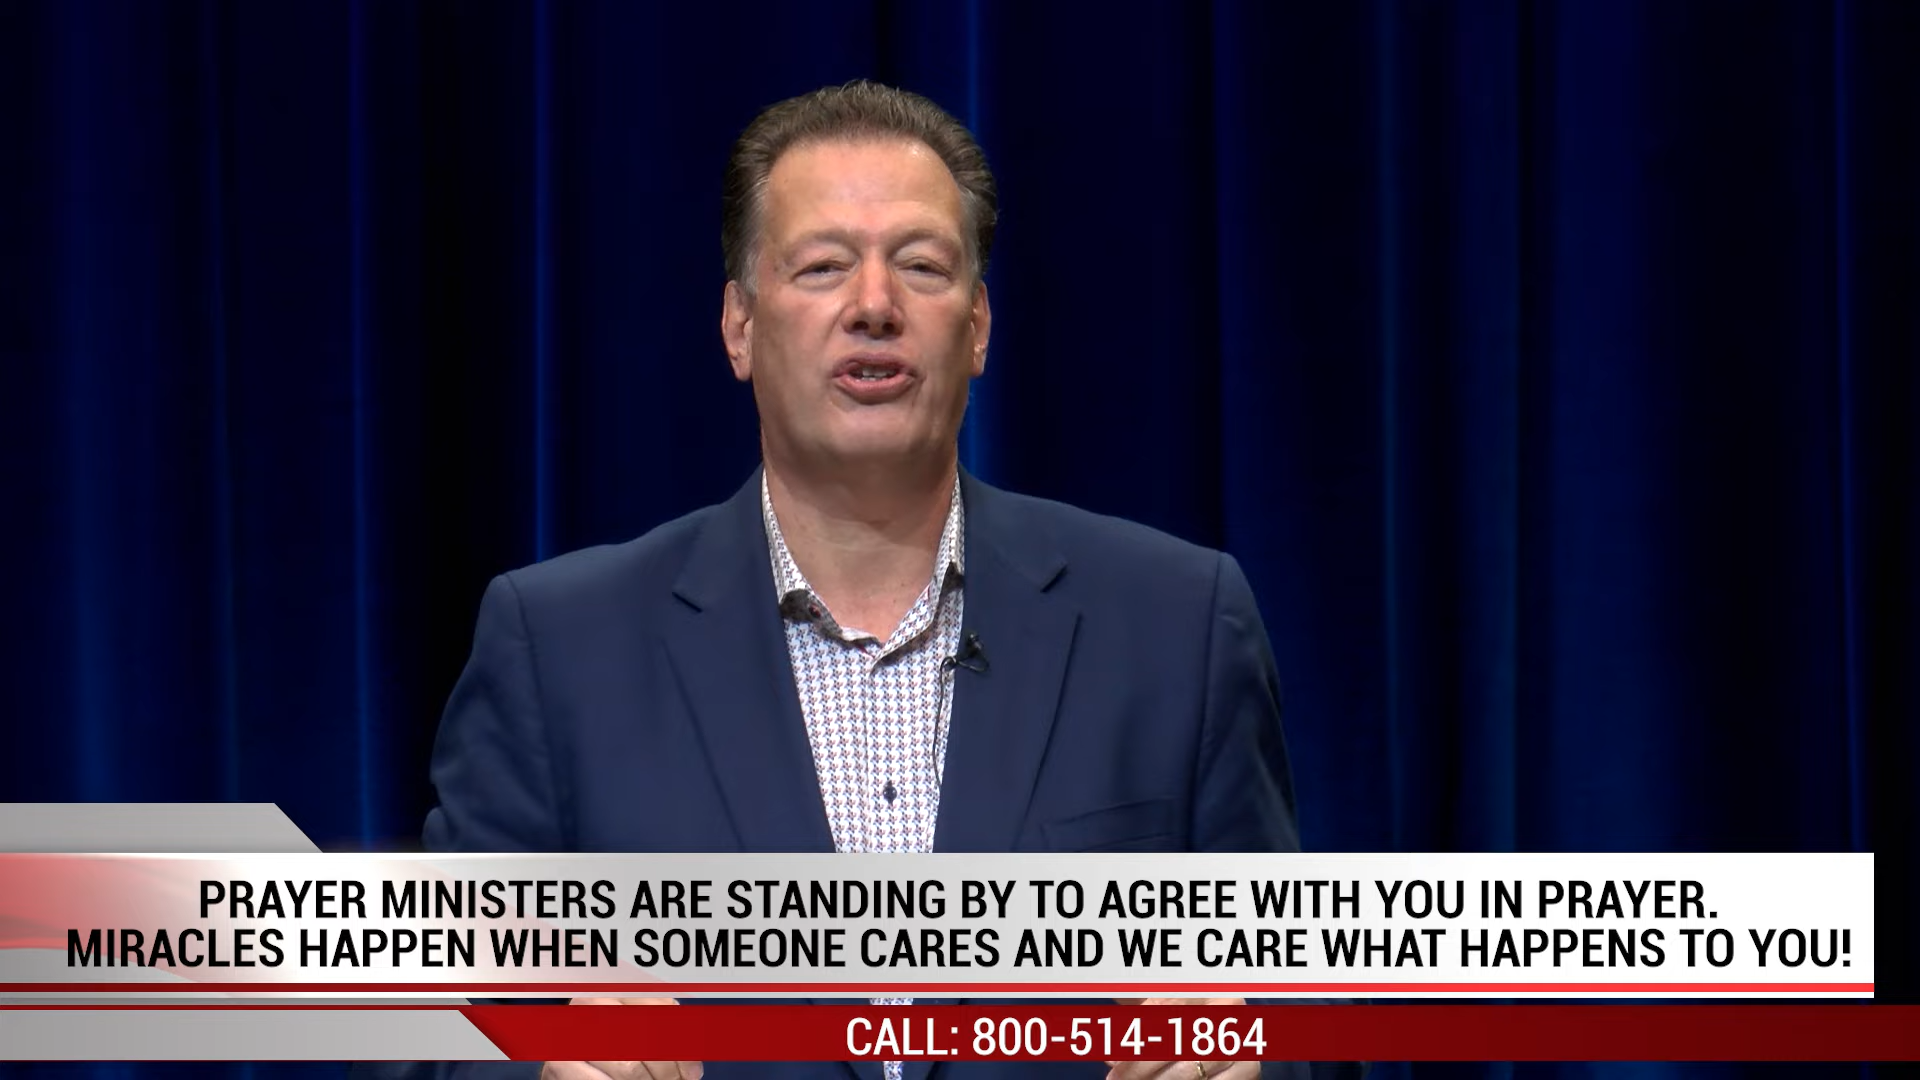 PRAYER MINISTERS ARE STANDING BY TO AGREE WITH YOU IN PRAYER.
MIRACLES HAPPEN WHEN SOMEONE CARES AND WE CARE WHAT HAPPENS TO YOU!
CALL: 800-514-1864